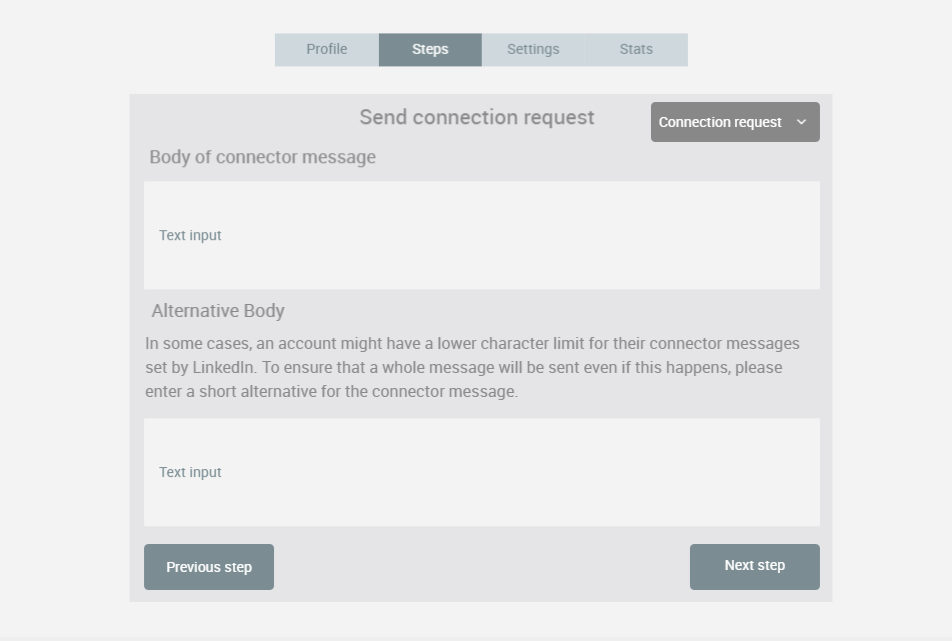 Profile Steps Settings Stats
Send connection request
Connection request
Body of connector message
Text input
Alternative Body
In some cases, an account might have a lower character limit for their connector messages
set by LinkedIn. To ensure that a whole message will be sent even if this happens, please
enter a short alternative for the connector message.
Text input
Previous step
Next step